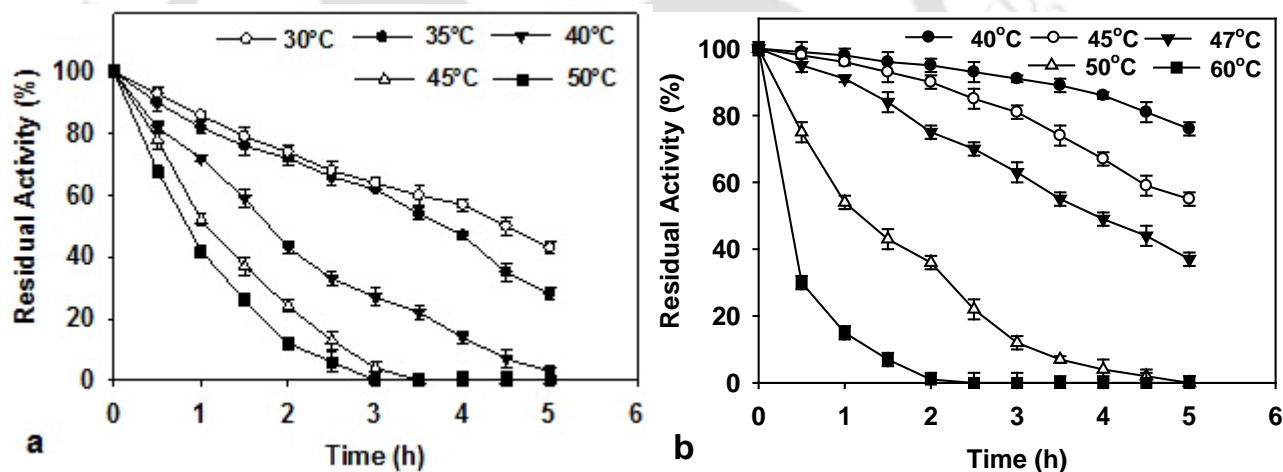 30°C 35°C 40°C
45°C 50°C
Residual Activity (%)
100
80
60
40
20
0
0 1 2 3 4 5 6
Time (h)
a
40°C 45°C 47°C
50°C 60°C
Residual Activity (%)
100
80
60
40
20
0
0 1 2 3 4 5 6
Time (h)
b